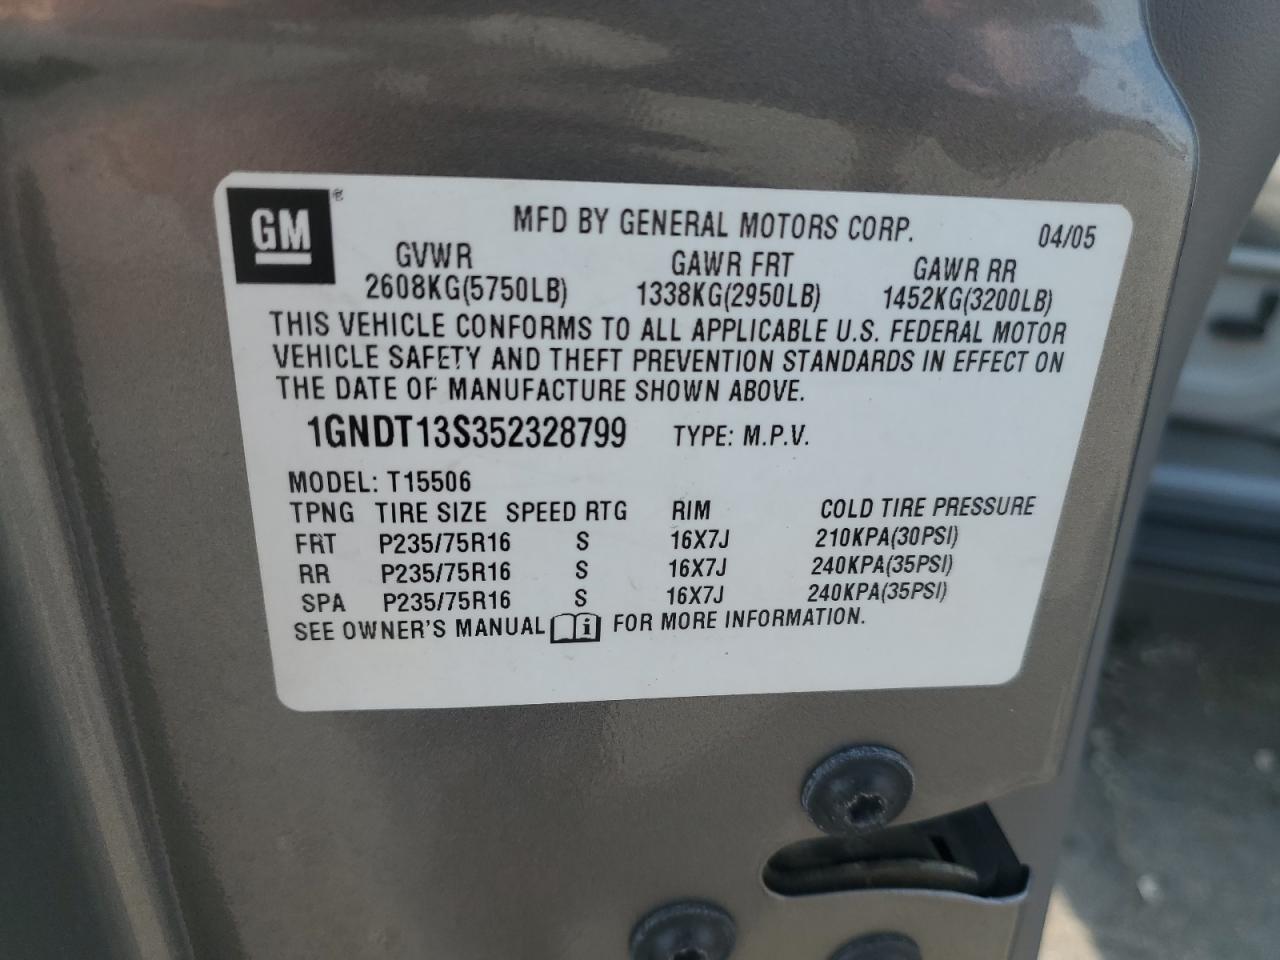 GM®
MFD BY GENERAL MOTORS CORP. 04/05
GVWR GAWR FRT GAWR RR
2608KG(5750LB) 1338KG(2950LB) 1452KG(3200LB)
THIS VEHICLE CONFORMS TO ALL APPLICABLE U.S. FEDERAL MOTOR
VEHICLE SAFETY AND THEFT PREVENTION STANDARDS IN EFFECT ON
THE DATE OF MANUFACTURE SHOWN ABOVE.
1GNDT13S352328799 TYPE: M.P.V.
MODEL: T15506
TPNG TIRE SIZE SPEED RTG RIM COLD TIRE PRESSURE
FRT P235/75R16 S 16X7J 210KPA(30PSI)
RR P235/75R16 S 16X7J 240KPA(35PSI)
SPA P235/75R16 S 16X7J 240KPA(35PSI)
SEE OWNER'S MANUAL i FOR MORE INFORMATION.